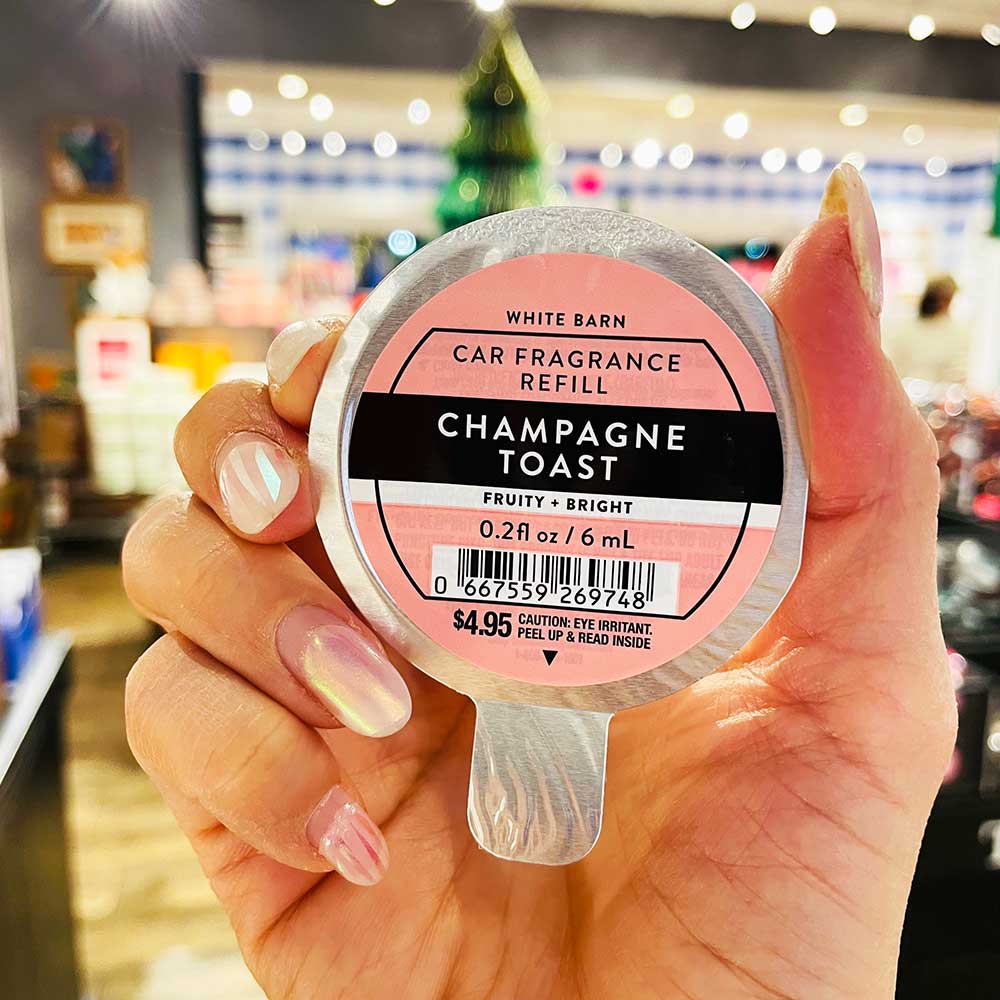 WHITE BARN
CAR FRAGRANCE
REFILL
CHAMPAGNE
TOAST
FRUITY + BRIGHT
0.2fl oz / 6 mL
0 667559 269748
$4.95 CAUTION: EYE IRRITANT.
PEEL UP & READ INSIDE